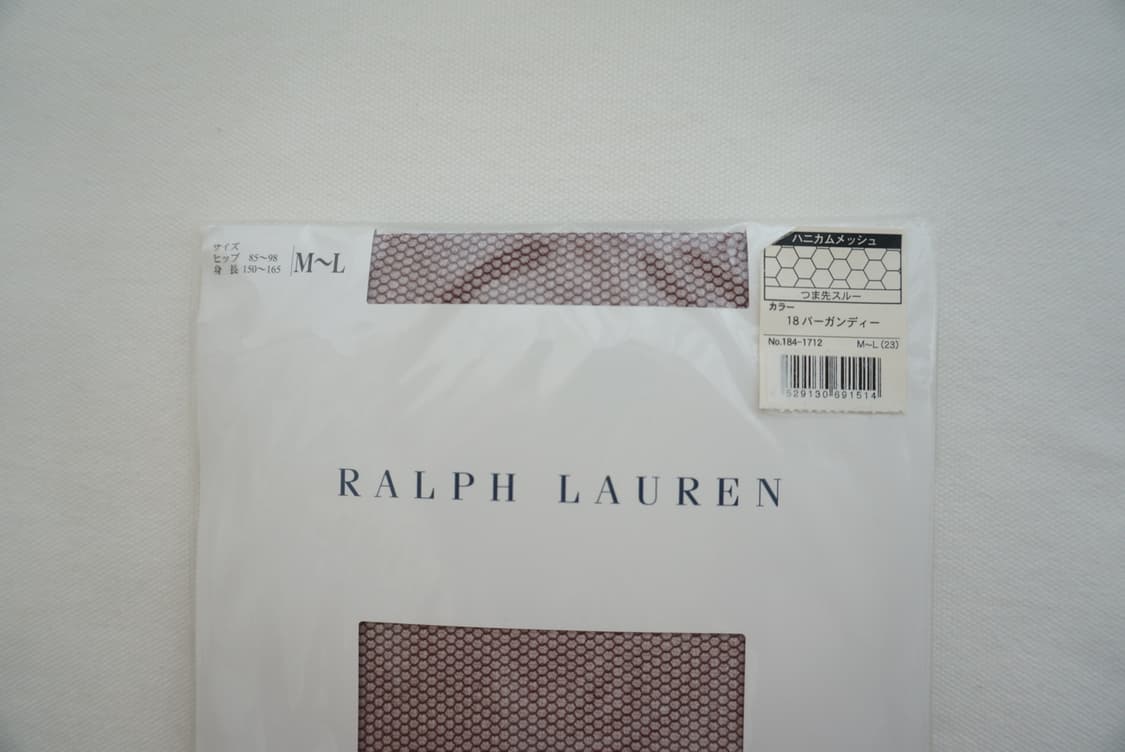 サイズ
ヒップ 85〜98
身長 150〜165
M〜L
ハニカムメッシュ
つま先スルー
カラー
18バーガンディー
No.184-1712 M〜L(23)
529130 691514
RALPH LAUREN